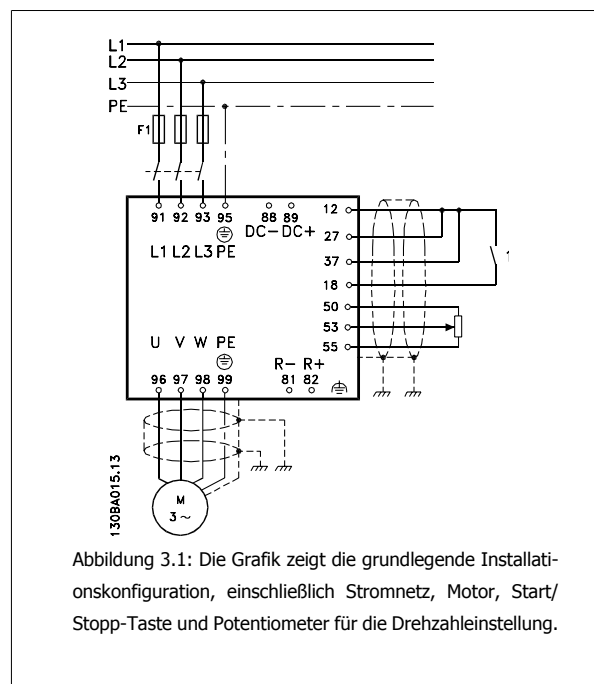 L1
L2
L3
PE
F1
91 92 93 95 88 89
DC- DC+
L1 L2 L3 PE
12
27
37
18
50
53
55
U V W PE
R- R+
96 97 98 99 81 82
M
3 ~
130BA015.13
Abbildung 3.1: Die Grafik zeigt die grundlegende Installati-
onskonfiguration, einschließlich Stromnetz, Motor, Start/
Stopp-Taste und Potentiometer für die Drehzahleinstellung.